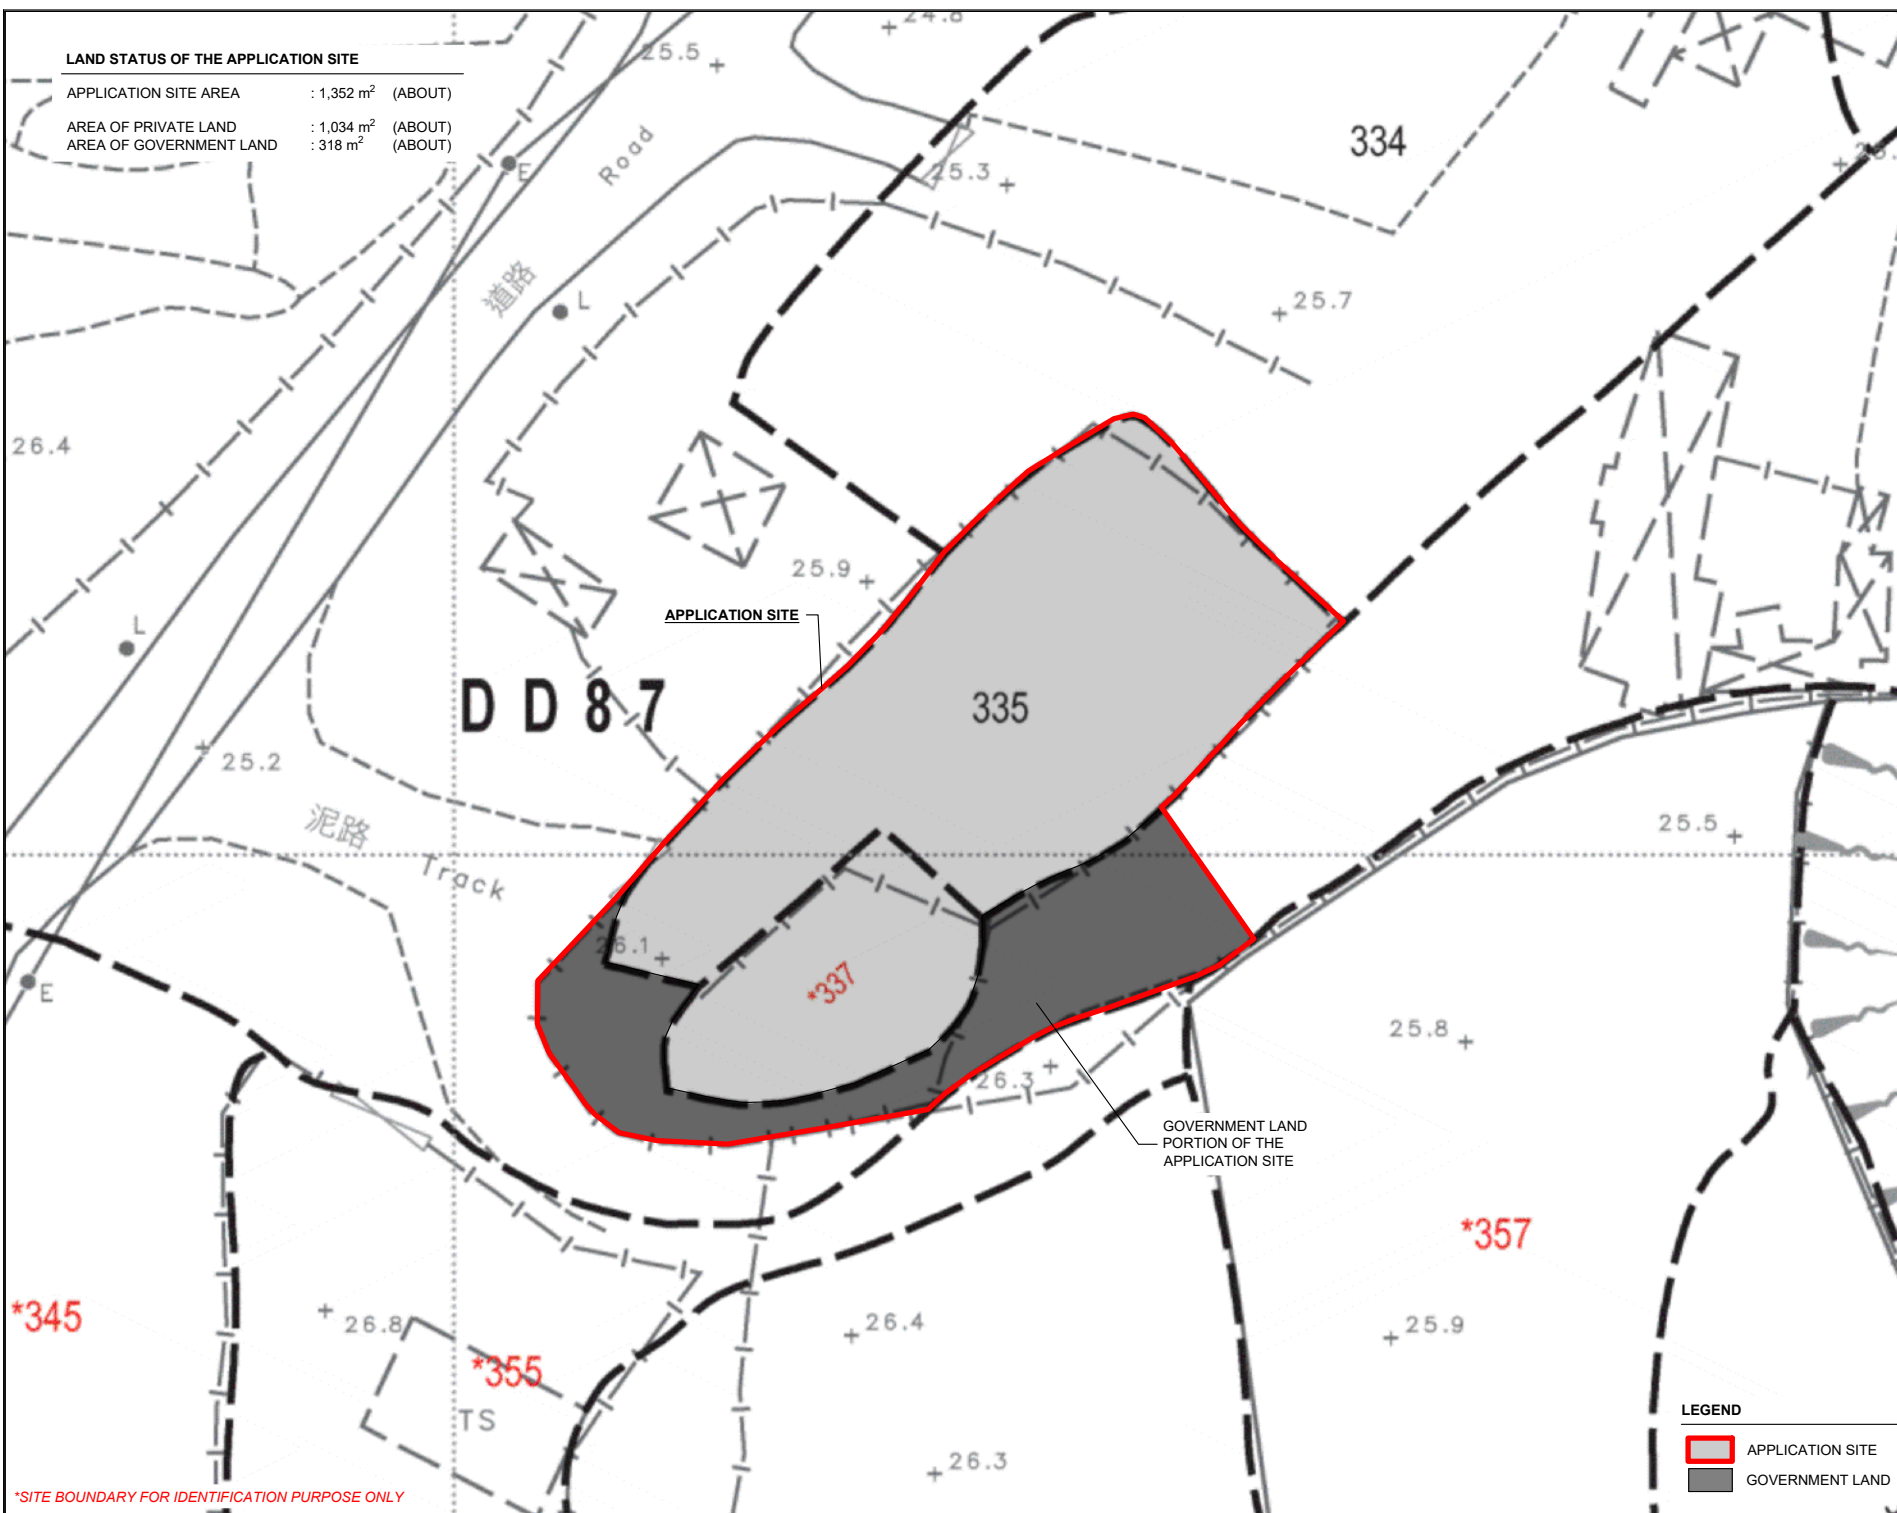 LAND STATUS OF THE APPLICATION SITE
APPLICATION SITE AREA : 1,352 m² (ABOUT)
AREA OF PRIVATE LAND : 1,034 m² (ABOUT)
AREA OF GOVERNMENT LAND : 318 m² (ABOUT)
24.8
25.5
334
E
Road
25.3
道路
L
25.7
26.4
25.9
APPLICATION SITE
L
DD87
335
25.2
泥路
25.5
Track
26.1
*337
E
25.8
26.3
GOVERNMENT LAND
PORTION OF THE
APPLICATION SITE
*357
*345
26.8
26.4
25.9
*355
TS
26.3
LEGEND
APPLICATION SITE
GOVERNMENT LAND
*SITE BOUNDARY FOR IDENTIFICATION PURPOSE ONLY